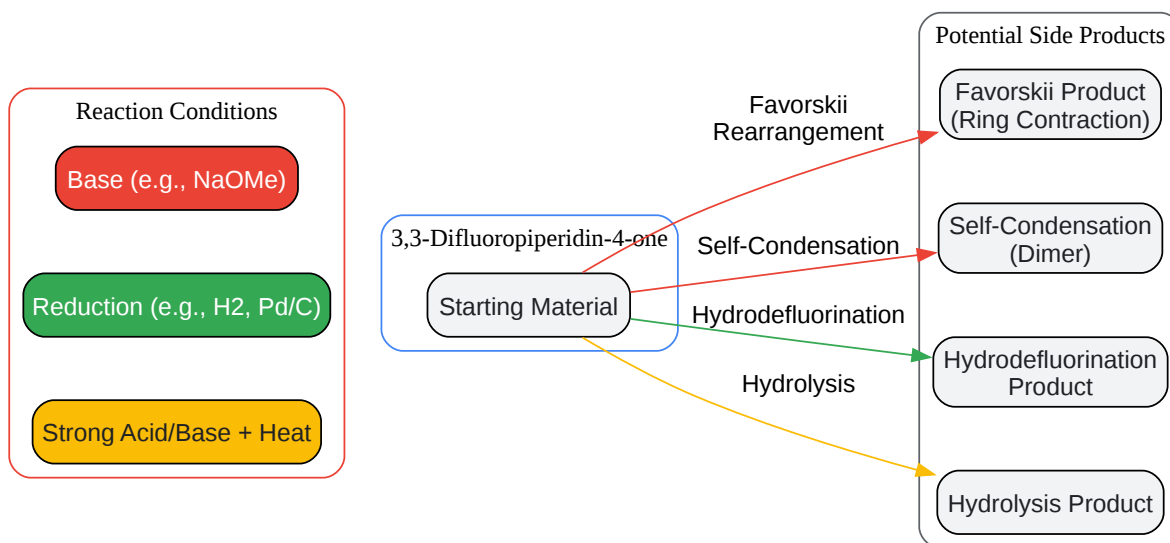 Reaction Conditions
Base (e.g., NaOMe)
Reduction (e.g., H2, Pd/C)
Strong Acid/Base + Heat
3,3-Difluoropiperidin-4-one
Starting Material
Favorskii
Rearrangement
Self-Condensation
Hydrodefluorination
Hydrolysis
Potential Side Products
Favorskii Product
(Ring Contraction)
Self-Condensation
(Dimer)
Hydrodefluorination
Product
Hydrolysis Product